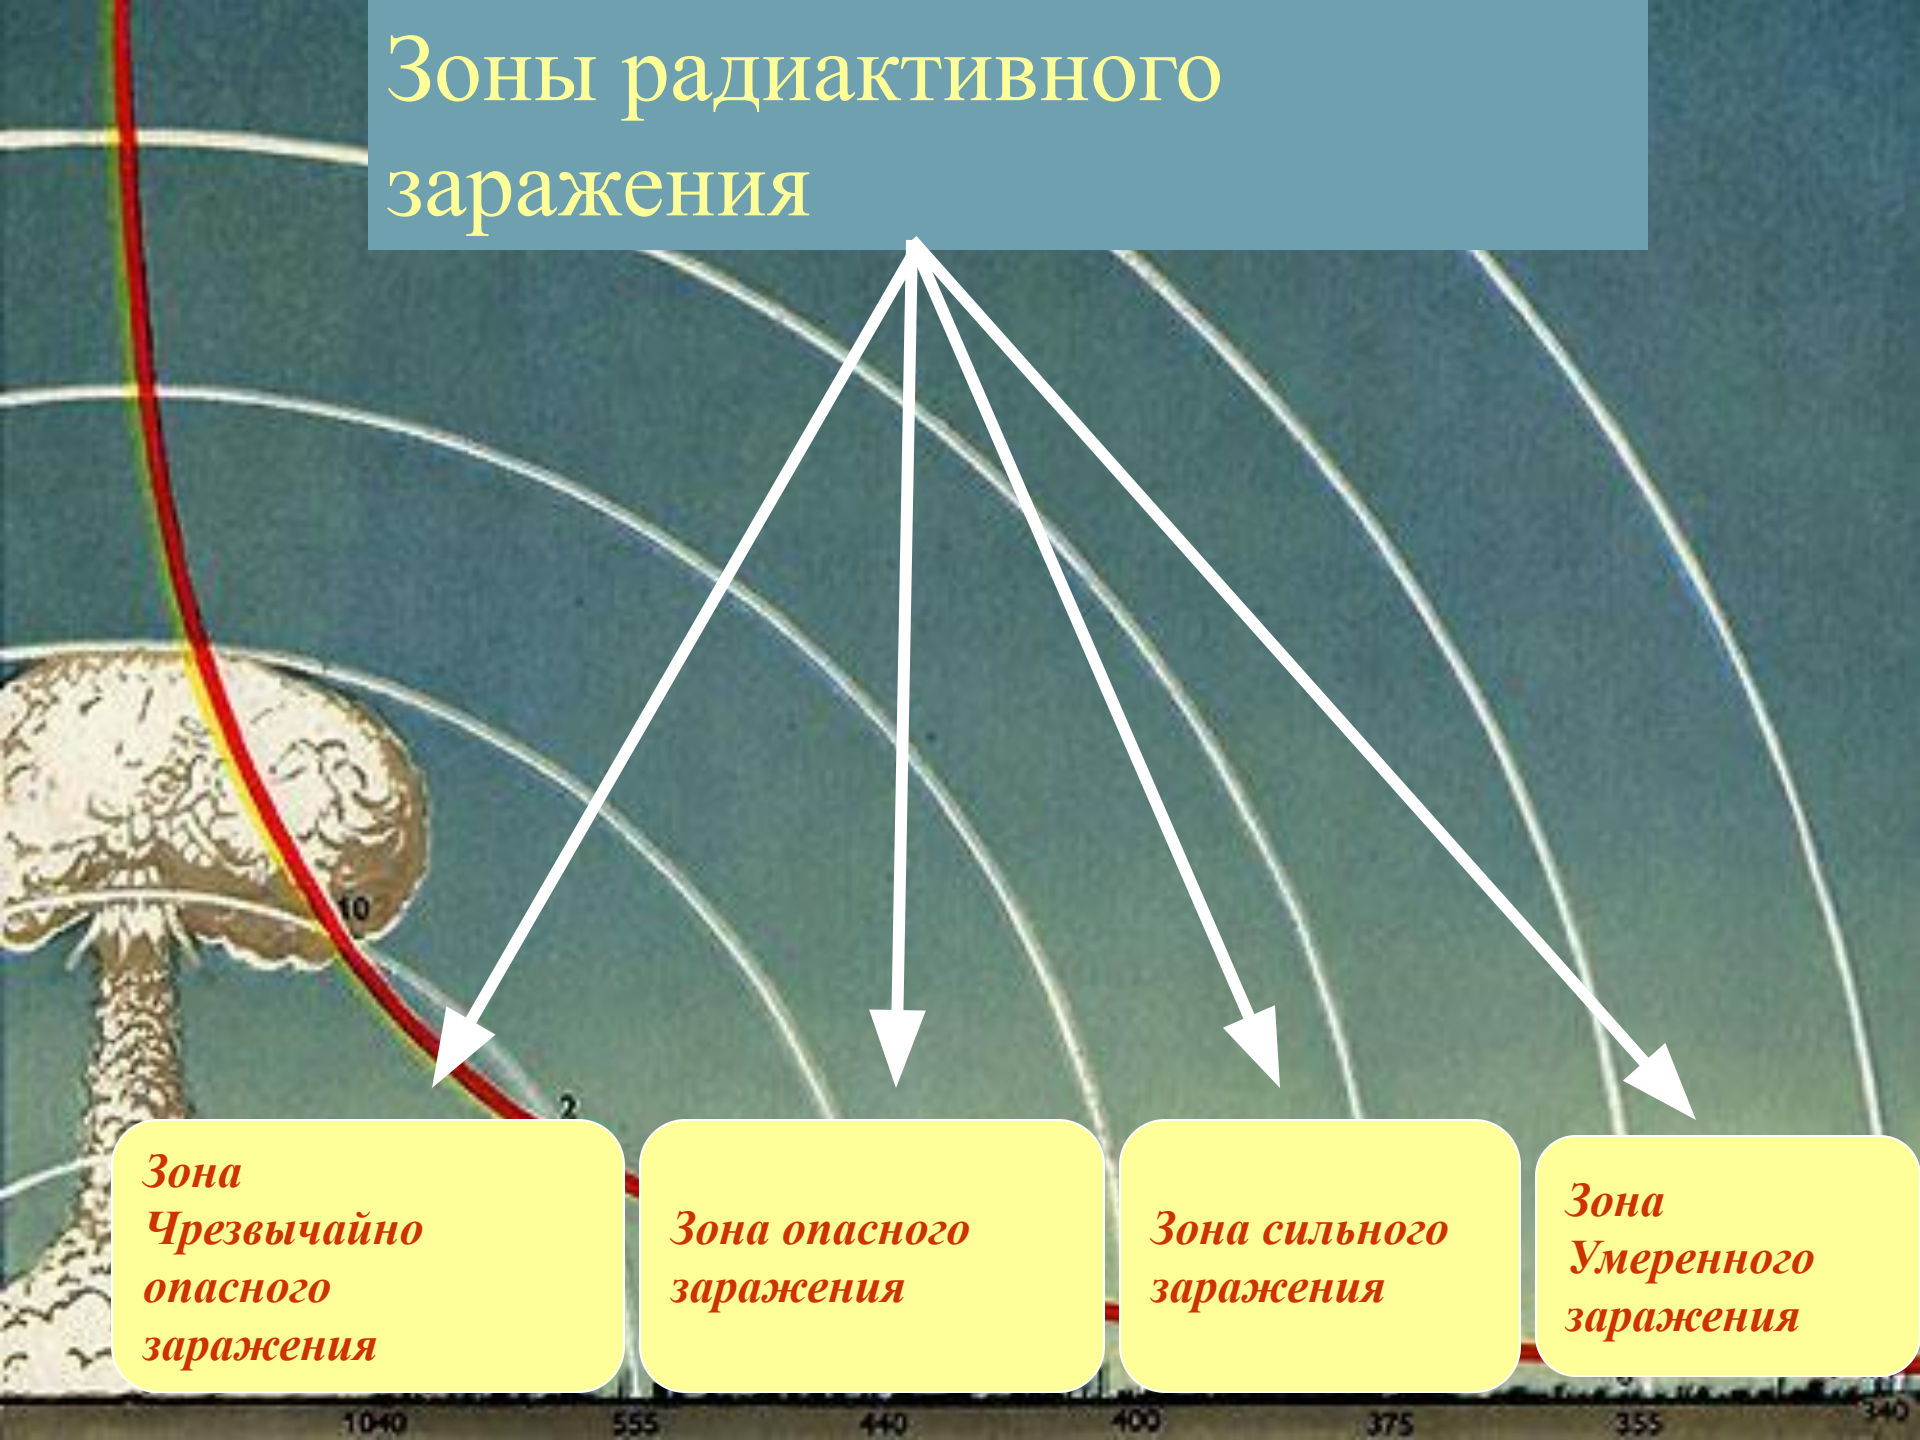 Зоны радиактивного
заражения
10
2
Зона
Чрезвычайно
опасного
заражения
Зона опасного
заражения
Зона сильного
заражения
Зона
Умеренного
заражения
1040 555 440 400 375 355 340